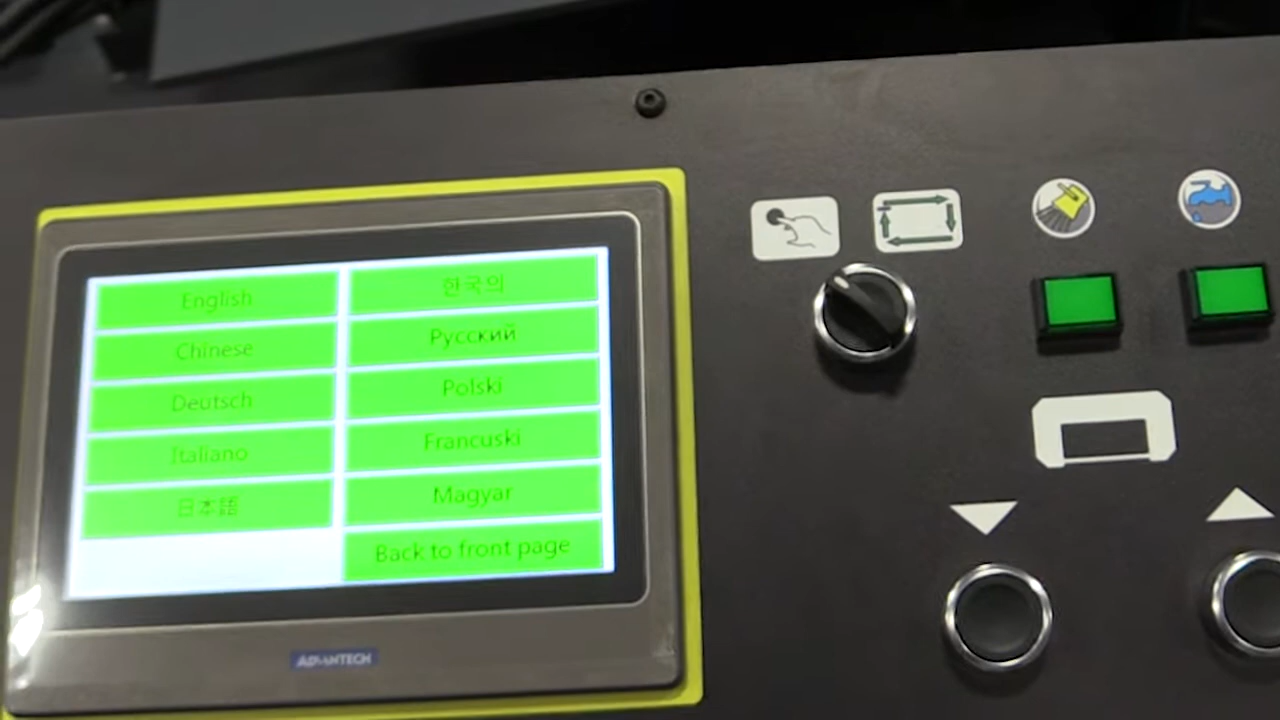 English
Chinese
Deutsch
Italiano
日本語
한국의
Русский
Polski
Francuski
Magyar
Back to front page
ADVANTECH